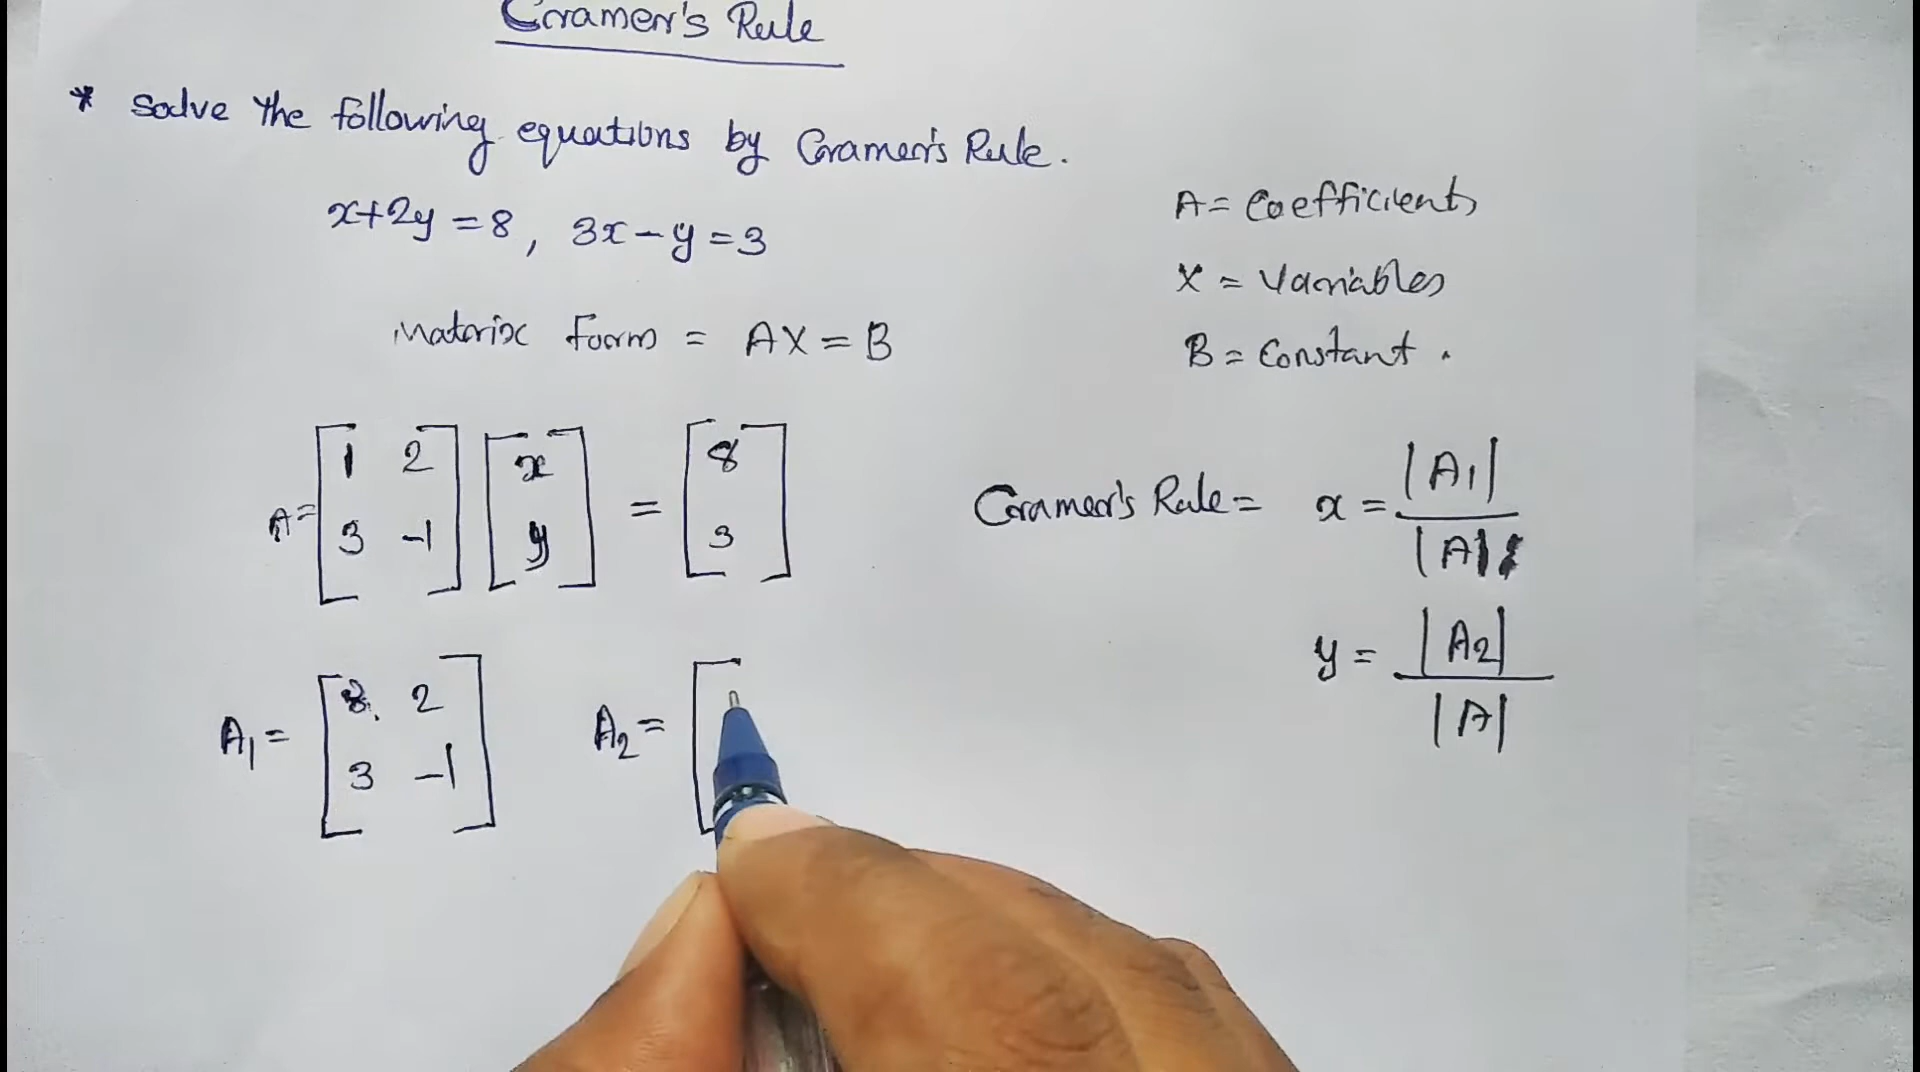 Cramer's Rule
* Solve the following equations by Cramer's Rule.
x+2y=8, 3x-y=3
A= Coefficients
X = Variables
Matrix form = AX=B
B = Constant.
A= [1 2; 3 -1] [x; y] = [8; 3]
Cramer's Rule = x = |A1| / |A|
y = |A2| / |A|
A1 = [8 2; 3 -1] A2 = [